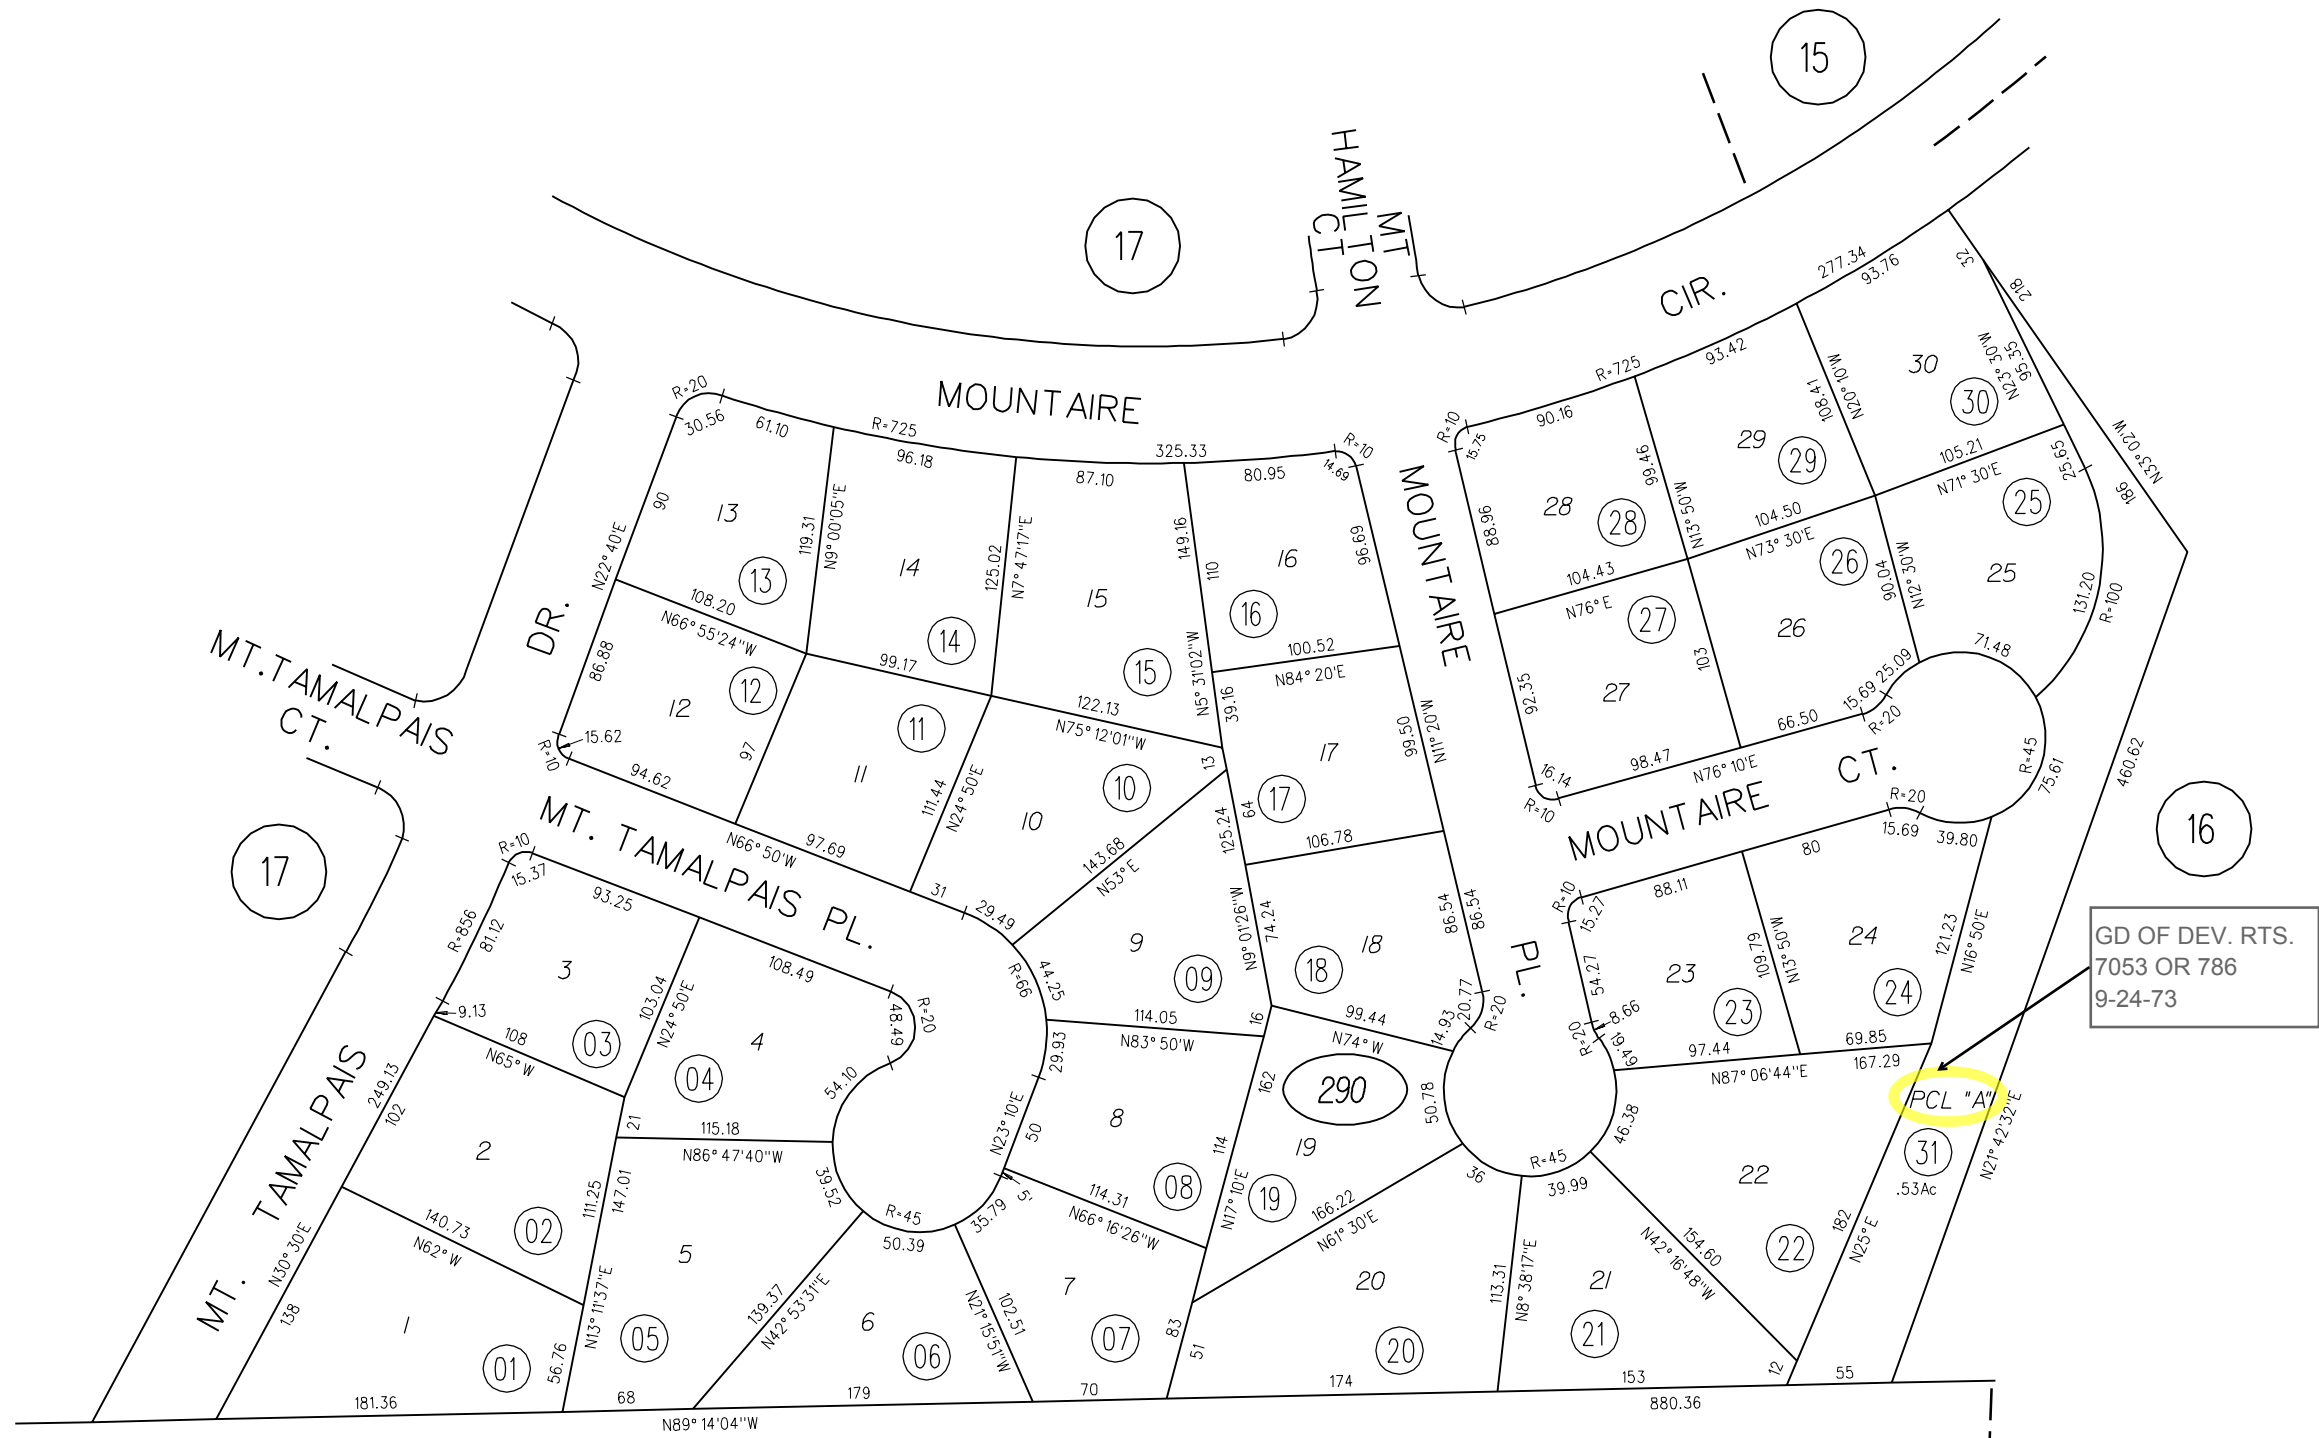 15
17
HAMILTON
MT
CT
277.34
93.76
32
218
CIR.
93.42
R=725
90.16
30
N23° 30'W
95.35
30
N20° 10'W
108.41
R=20
30.56
61.10
MOUNTAIRE
R=725
96.18
325.33
87.10
80.95
R=10
14.69
R=10
15.75
29
29
99.46
105.21
N71° 30'E
25.65
N33° 02'W
186
25
90
13
119.31
N9° 00'05"E
14
125.02
N7° 47'17"E
149.16
110
16
96.69
MOUNTAIRE
88.96
28
28
N13° 50'W
104.50
N73° 30'E
26
90.04
N12° 30'W
25
131.20
R=100
N22° 40'E
13
108.20
N66° 55'24"W
15
16
104.43
N76° E
27
26
DR.
14
99.17
N5° 31'02"W
100.52
N84° 20'E
71.48
MT. TAMALPAIS
CT.
86.88
12
12
15
39.16
103
27
92.35
15.69
25.09
66.50
R=20
15.62
R=10
94.62
97
11
11
122.13
N75° 12'01"W
17
99.50
N11° 20'W
98.47
N76° 10'E
CT.
R=45
75.61
460.62
13
10
111.44
N24° 50'E
10
17
64
16.14
R=10
MOUNTAIRE
R=20
15.69
39.80
16
MT. TAMALPAIS PL.
N66° 50'W
97.69
143.68
N53° E
125.24
106.78
80
17
R=10
15.37
93.25
31
29.49
88.11
R=10
15.27
R=856
81.12
3
108.49
R=66
44.25
9
09
N9° 01'26"W
74.24
18
18
86.54
86.54
PL.
54.27
23
109.79
N13° 50'W
24
24
121.23
N16° 50'E
GD OF DEV. RTS.
7053 OR 786
9-24-73
9.13
108
N65° W
03
103.04
N24° 50'E
4
04
48.49
R=20
114.05
N83° 50'W
16
99.44
N74° W
14.93
20.77
R=20
R=20
8.66
19.49
23
97.44
69.85
167.29
N87° 06'44"E
249.13
102
54.10
29.93
162
290
50.78
46.38
PCL "A"
N21° 42'32"E
31
.53Ac
MT. TAMALPAIS
2
21
115.18
N86° 47'40"W
N23° 10'E
50
8
114
19
36
R=45
39.99
22
02
111.25
147.01
39.52
R=45
50.39
35.79
5'
114.31
N66° 16'26"W
08
N17° 10'E
19
166.22
N61° 30'E
154.60
N42° 16'48"W
22
182
N25° E
N30° 30'E
138
140.73
N62° W
5
7
20
113.31
N8° 38'17"E
21
1
N13° 11'37"E
05
139.37
N42° 53'31"E
6
06
N21° 15'51"W
102.51
07
83
51
20
21
01
56.76
12
181.36
68
179
70
174
153
55
N89° 14'04"W
880.36